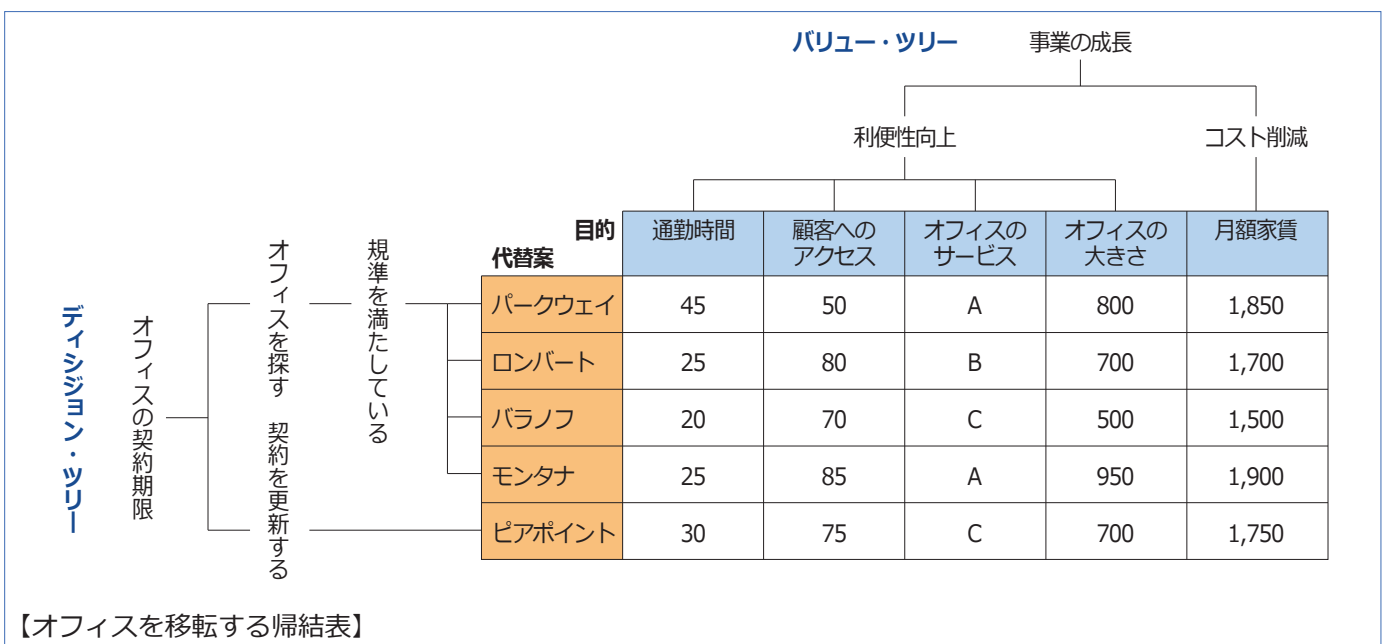 バリュー・ツリー 事業の成長
利便性向上 コスト削減
目的 通勤時間 顧客への
アクセス オフィスの
サービス オフィスの
大きさ 月額家賃
代替案
パークウェイ 45 50 A 800 1,850
ロンバート 25 80 B 700 1,700
バラノフ 20 70 C 500 1,500
モンタナ 25 85 A 950 1,900
ピアポイント 30 75 C 700 1,750
ディシジョン・ツリー
オフィスの契約期限
オフィスを探す
契約を更新する
規準を満たしている
【オフィスを移転する帰結表】